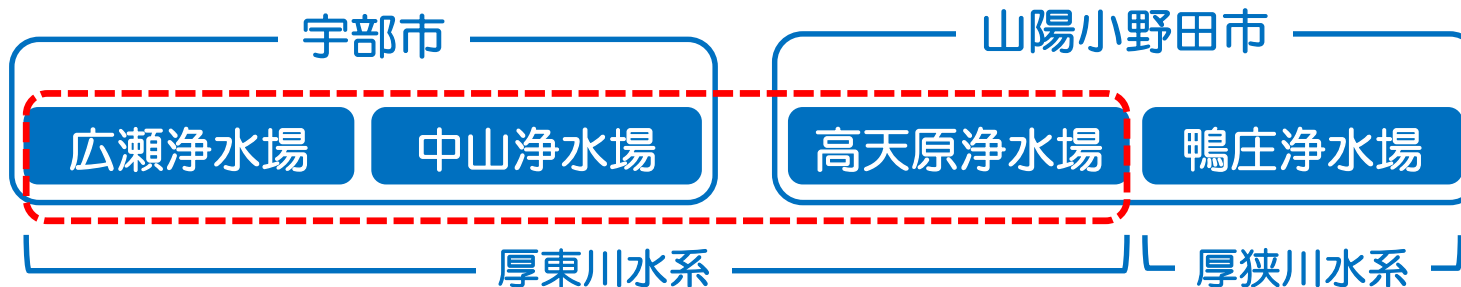 宇部市
山陽小野田市
広瀬浄水場
中山浄水場
高天原浄水場
鴨庄浄水場
厚東川水系
厚狭川水系